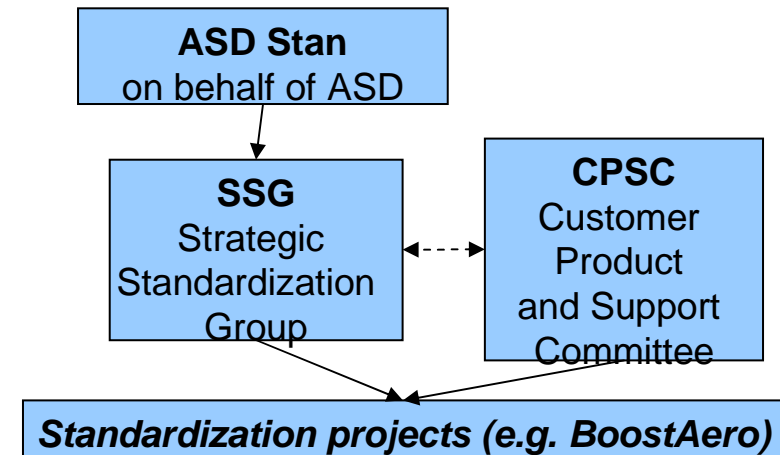 ASD Stan
on behalf of ASD
SSG
Strategic
Standardization
Group
CPSC
Customer
Product
and Support
Committee
Standardization projects (e.g. BoostAero)